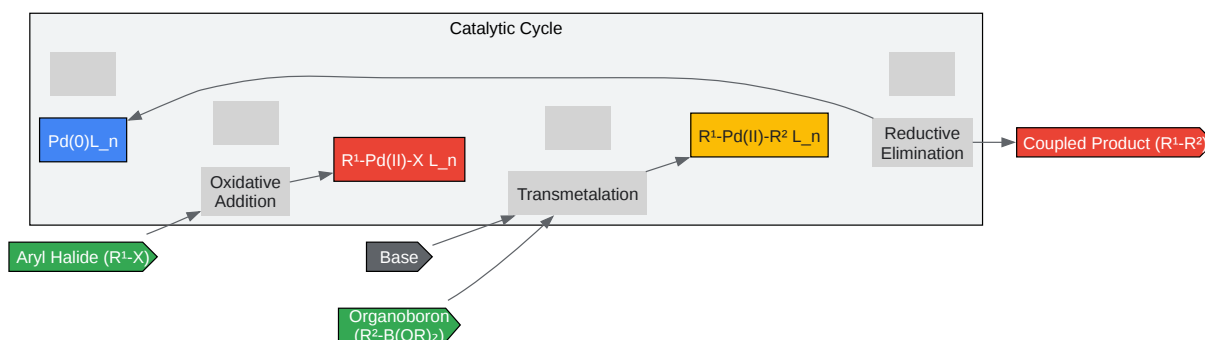 Catalytic Cycle
Pd(0)L_n
Oxidative
Addition
R¹-Pd(II)-X L_n
Transmetalation
R¹-Pd(II)-R² L_n
Reductive
Elimination
Coupled Product (R¹-R²)
Aryl Halide (R¹-X)
Base
Organoboron
(R²-B(OR)₂)